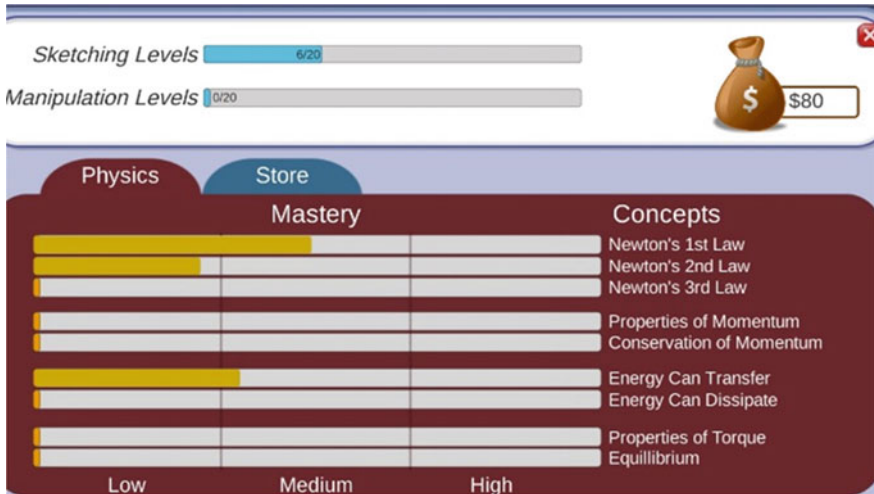 Sketching Levels 6/20
Manipulation Levels 0/20
$ $80
Physics Store
Mastery Concepts
Newton's 1st Law
Newton's 2nd Law
Newton's 3rd Law
Properties of Momentum
Conservation of Momentum
Energy Can Transfer
Energy Can Dissipate
Properties of Torque
Equillibrium
Low Medium High